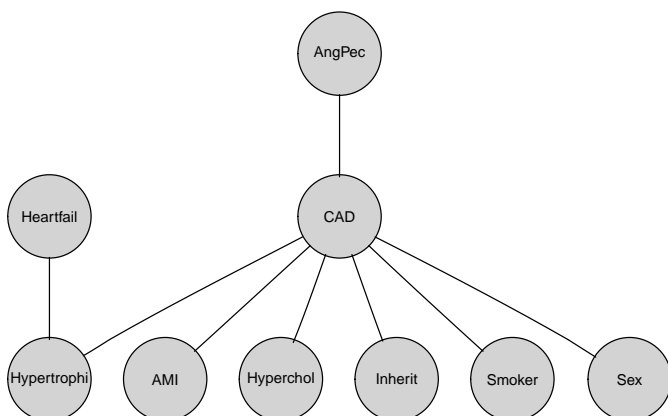 AngPec
Heartfail
CAD
Hypertrophi
AMI
Hyperchol
Inherit
Smoker
Sex